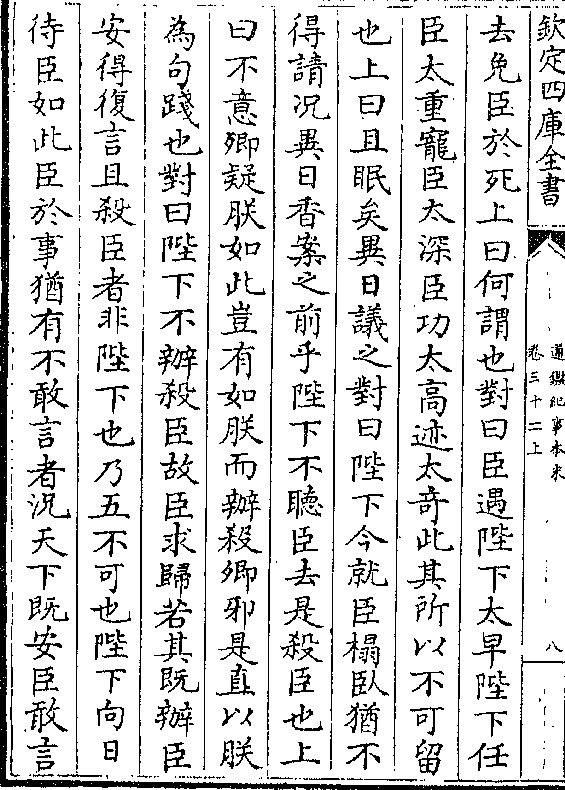 欽定四庫全書
通鑑紀事本末
卷三十二上
八
去免臣於死上曰何謂也對曰臣遇陛下太早陛下任
臣太重寵臣太深臣功太高迹太奇此其所以不可留
也上曰且眠矣異日議之對曰陛下今就臣榻臥猶不
得請况異日香案之前乎陛下不聽臣去是殺臣也上
曰不意卿疑朕如此豈有如朕而辦殺卿邪是直以朕
為句踐也對曰陛下不辦殺臣故臣求歸若其既辦臣
安得復言且殺臣者非陛下也乃五不可也陛下向日
待臣如此臣於事猶有不敢言者况天下既安臣敢言